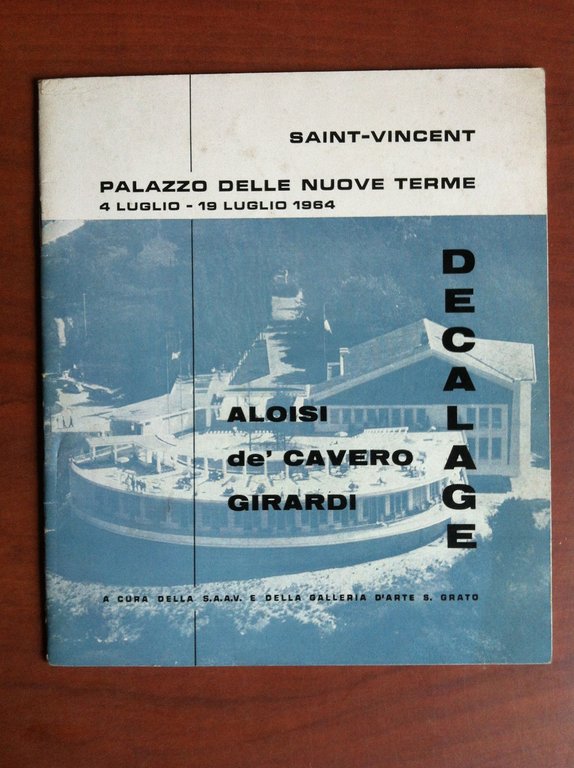 SAINT-VINCENT
PALAZZO DELLE NUOVE TERME
4 LUGLIO - 19 LUGLIO 1964
DECALAGE
ALOISI
de' CAVERO
GIRARDI
A CURA DELLA S.A.A.V. E DELLA GALLERIA D'ARTE S. GRATO